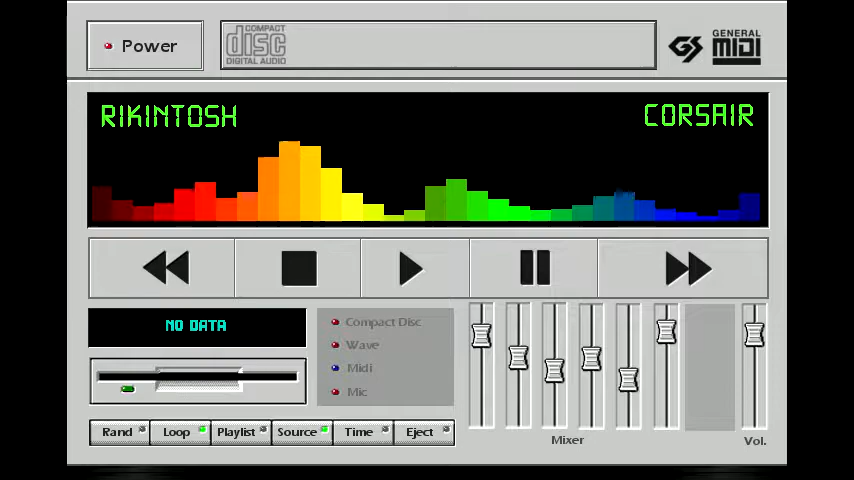 Power
COMPACT
disc
DIGITAL AUDIO
GS
GENERAL
MIDI
RIKINTOSH
CORSAIR
NO DATA
Compact Disc
Wave
Midi
Mic
Rand Loop Playlist Source Time Eject
Mixer
Vol.